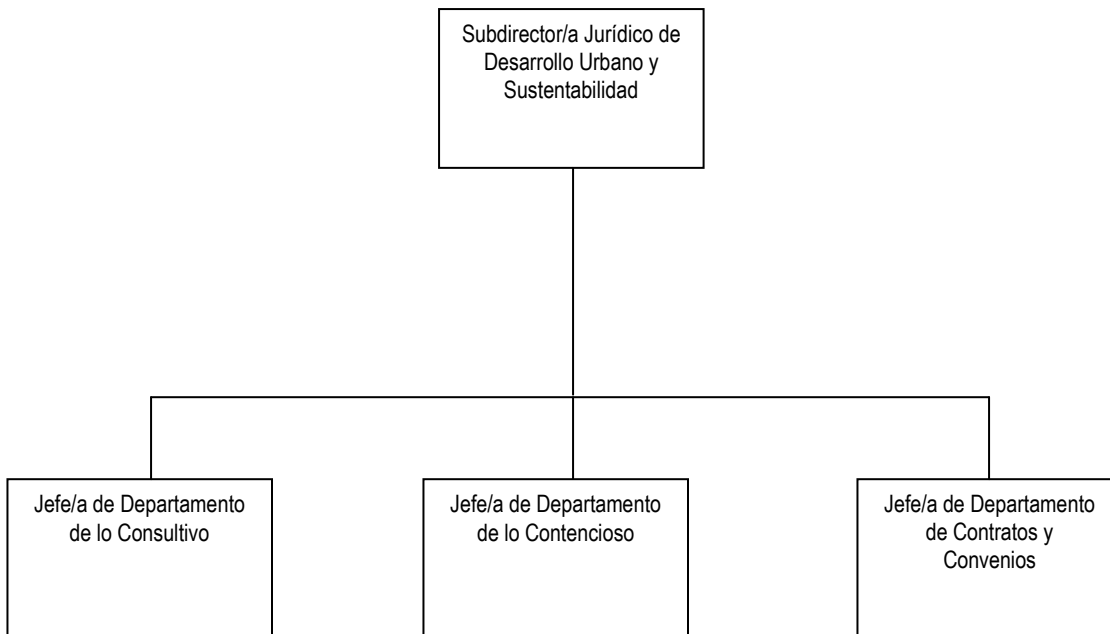 Subdirector/a Jurídico de
Desarrollo Urbano y
Sustentabilidad
Jefe/a de Departamento
de lo Consultivo
Jefe/a de Departamento
de lo Contencioso
Jefe/a de Departamento
de Contratos y
Convenios